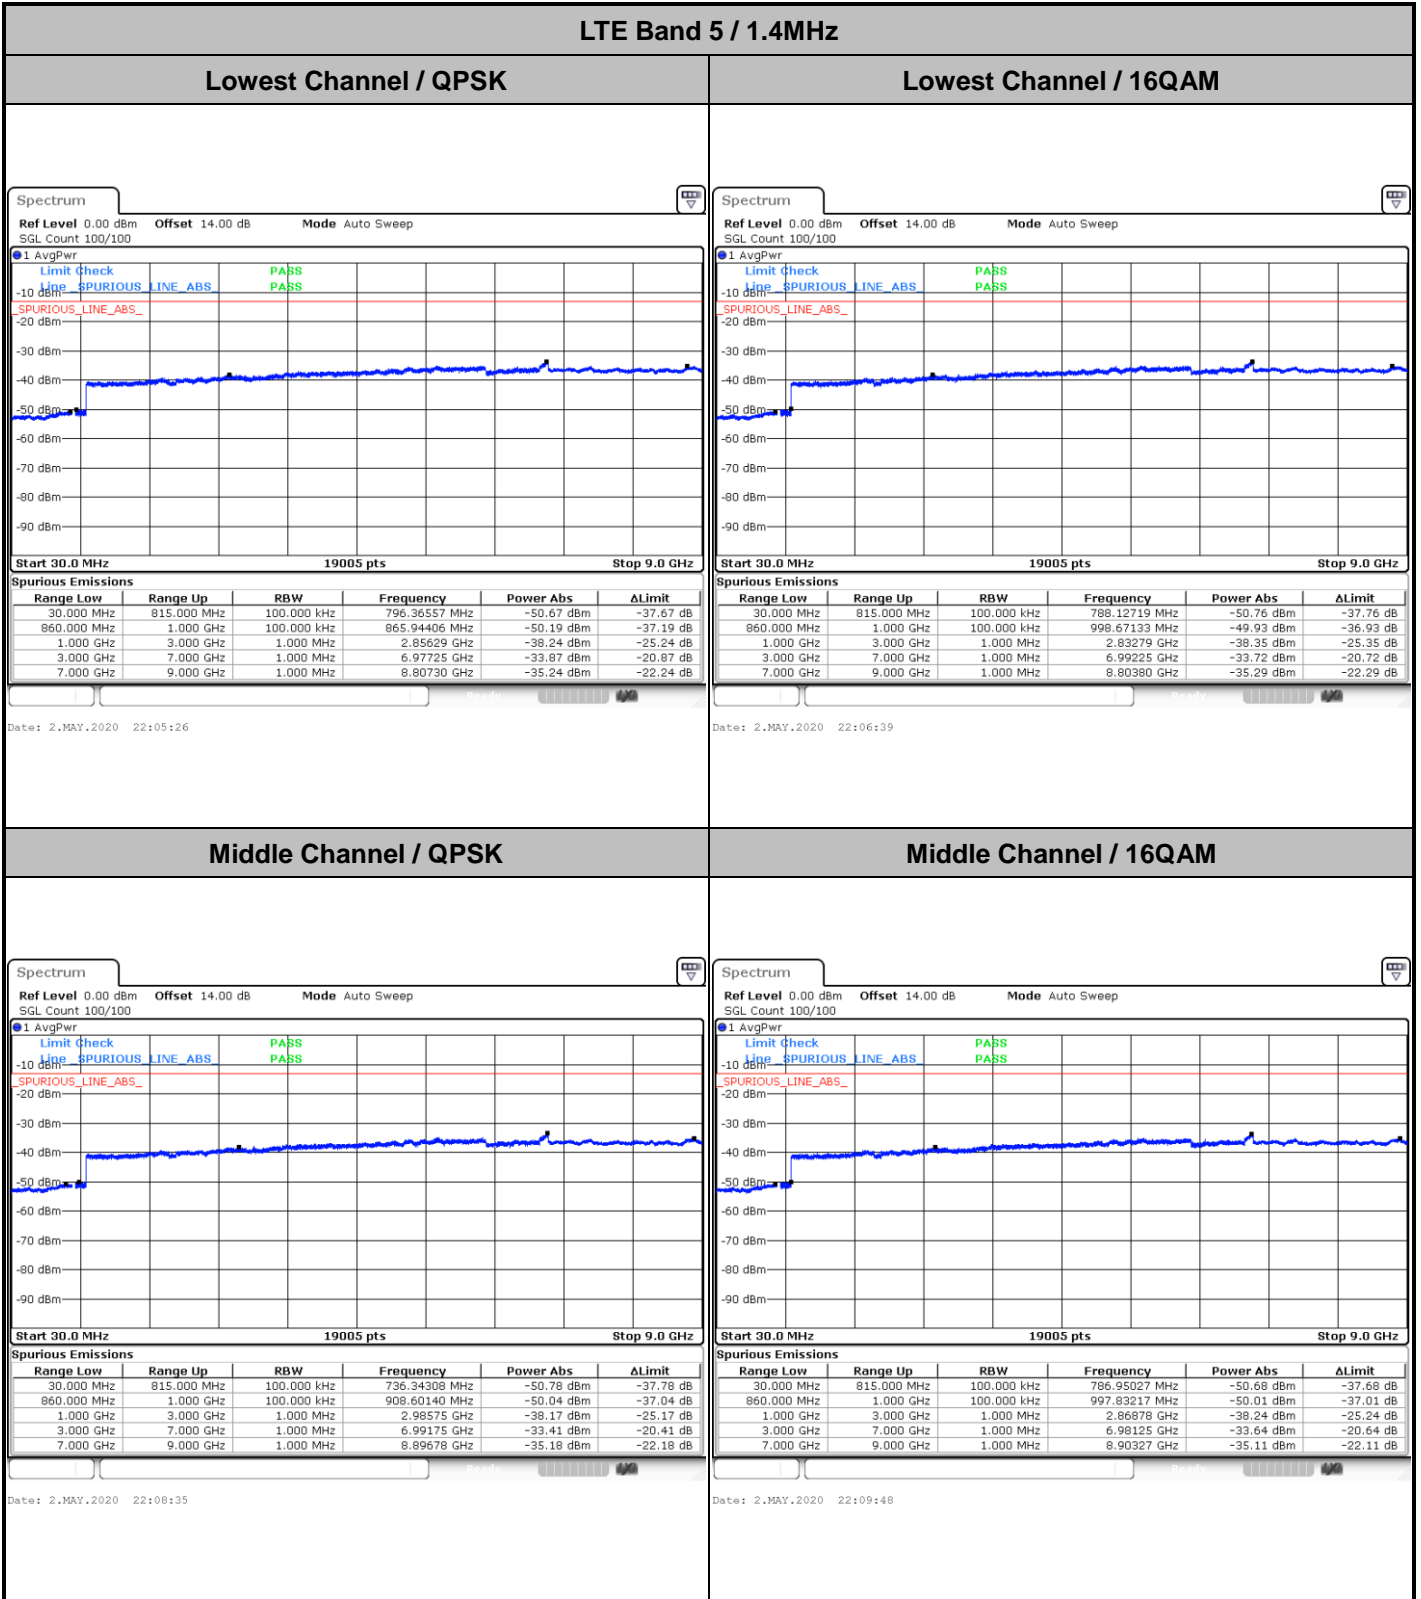 LTE Band 5 / 1.4MHz
Lowest Channel / QPSK
Lowest Channel / 16QAM
Spectrum
Ref Level 0.00 dBm Offset 14.00 dB Mode Auto Sweep
SGL Count 100/100
1 AvgPwr
Limit Check PASS
Line _SPURIOUS_LINE_ABS_ PASS
-10 dBm
_SPURIOUS_LINE_ABS_
-20 dBm
-30 dBm
-40 dBm
-50 dBm
-60 dBm
-70 dBm
-80 dBm
-90 dBm
Start 30.0 MHz 19005 pts Stop 9.0 GHz
Spurious Emissions
Range Low Range Up RBW Frequency Power Abs ΔLimit
30.000 MHz 815.000 MHz 100.000 kHz 796.36557 MHz -50.67 dBm -37.67 dB
860.000 MHz 1.000 GHz 100.000 kHz 865.94406 MHz -50.19 dBm -37.19 dB
1.000 GHz 3.000 GHz 1.000 MHz 2.85629 GHz -38.24 dBm -25.24 dB
3.000 GHz 7.000 GHz 1.000 MHz 6.97725 GHz -33.87 dBm -20.87 dB
7.000 GHz 9.000 GHz 1.000 MHz 8.80730 GHz -35.24 dBm -22.24 dB
Ready
Date: 2.MAY.2020 22:05:26
Spectrum
Ref Level 0.00 dBm Offset 14.00 dB Mode Auto Sweep
SGL Count 100/100
1 AvgPwr
Limit Check PASS
Line _SPURIOUS_LINE_ABS_ PASS
-10 dBm
_SPURIOUS_LINE_ABS_
-20 dBm
-30 dBm
-40 dBm
-50 dBm
-60 dBm
-70 dBm
-80 dBm
-90 dBm
Start 30.0 MHz 19005 pts Stop 9.0 GHz
Spurious Emissions
Range Low Range Up RBW Frequency Power Abs ΔLimit
30.000 MHz 815.000 MHz 100.000 kHz 788.12719 MHz -50.76 dBm -37.76 dB
860.000 MHz 1.000 GHz 100.000 kHz 998.67133 MHz -49.93 dBm -36.93 dB
1.000 GHz 3.000 GHz 1.000 MHz 2.83279 GHz -38.35 dBm -25.35 dB
3.000 GHz 7.000 GHz 1.000 MHz 6.99225 GHz -33.72 dBm -20.72 dB
7.000 GHz 9.000 GHz 1.000 MHz 8.80380 GHz -35.29 dBm -22.29 dB
Ready
Date: 2.MAY.2020 22:06:39
Middle Channel / QPSK
Middle Channel / 16QAM
Spectrum
Ref Level 0.00 dBm Offset 14.00 dB Mode Auto Sweep
SGL Count 100/100
1 AvgPwr
Limit Check PASS
Line _SPURIOUS_LINE_ABS_ PASS
-10 dBm
_SPURIOUS_LINE_ABS_
-20 dBm
-30 dBm
-40 dBm
-50 dBm
-60 dBm
-70 dBm
-80 dBm
-90 dBm
Start 30.0 MHz 19005 pts Stop 9.0 GHz
Spurious Emissions
Range Low Range Up RBW Frequency Power Abs ΔLimit
30.000 MHz 815.000 MHz 100.000 kHz 736.34308 MHz -50.78 dBm -37.78 dB
860.000 MHz 1.000 GHz 100.000 kHz 908.60140 MHz -50.04 dBm -37.04 dB
1.000 GHz 3.000 GHz 1.000 MHz 2.98575 GHz -38.17 dBm -25.17 dB
3.000 GHz 7.000 GHz 1.000 MHz 6.99175 GHz -33.41 dBm -20.41 dB
7.000 GHz 9.000 GHz 1.000 MHz 8.89678 GHz -35.18 dBm -22.18 dB
Ready
Date: 2.MAY.2020 22:08:35
Spectrum
Ref Level 0.00 dBm Offset 14.00 dB Mode Auto Sweep
SGL Count 100/100
1 AvgPwr
Limit Check PASS
Line _SPURIOUS_LINE_ABS_ PASS
-10 dBm
_SPURIOUS_LINE_ABS_
-20 dBm
-30 dBm
-40 dBm
-50 dBm
-60 dBm
-70 dBm
-80 dBm
-90 dBm
Start 30.0 MHz 19005 pts Stop 9.0 GHz
Spurious Emissions
Range Low Range Up RBW Frequency Power Abs ΔLimit
30.000 MHz 815.000 MHz 100.000 kHz 786.95027 MHz -50.68 dBm -37.68 dB
860.000 MHz 1.000 GHz 100.000 kHz 997.83217 MHz -50.01 dBm -37.01 dB
1.000 GHz 3.000 GHz 1.000 MHz 2.86878 GHz -38.24 dBm -25.24 dB
3.000 GHz 7.000 GHz 1.000 MHz 6.98125 GHz -33.64 dBm -20.64 dB
7.000 GHz 9.000 GHz 1.000 MHz 8.90327 GHz -35.11 dBm -22.11 dB
Ready
Date: 2.MAY.2020 22:09:48